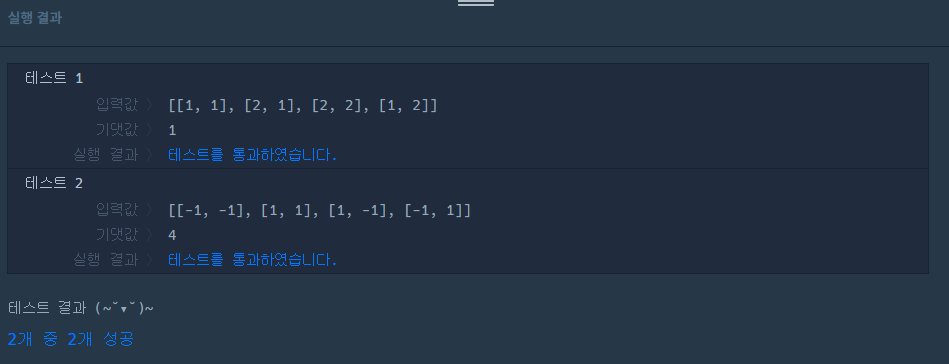 실행 결과
테스트 1
입력값 〉 [[1, 1], [2, 1], [2, 2], [1, 2]]
기댓값 〉 1
실행 결과 〉 테스트를 통과하였습니다.
테스트 2
입력값 〉 [[-1, -1], [1, 1], [1, -1], [-1, 1]]
기댓값 〉 4
실행 결과 〉 테스트를 통과하였습니다.
테스트 결과 (~˘▾˘)~
2개 중 2개 성공